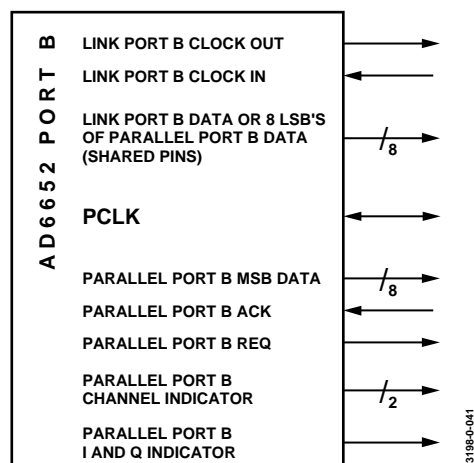 AD6652 PORT B
LINK PORT B CLOCK OUT
LINK PORT B CLOCK IN
LINK PORT B DATA OR 8 LSB'S
OF PARALLEL PORT B DATA
(SHARED PINS)
/8
PCLK
PARALLEL PORT B MSB DATA
/8
PARALLEL PORT B ACK
PARALLEL PORT B REQ
PARALLEL PORT B
CHANNEL INDICATOR
/2
PARALLEL PORT B
I AND Q INDICATOR
3198-0-041